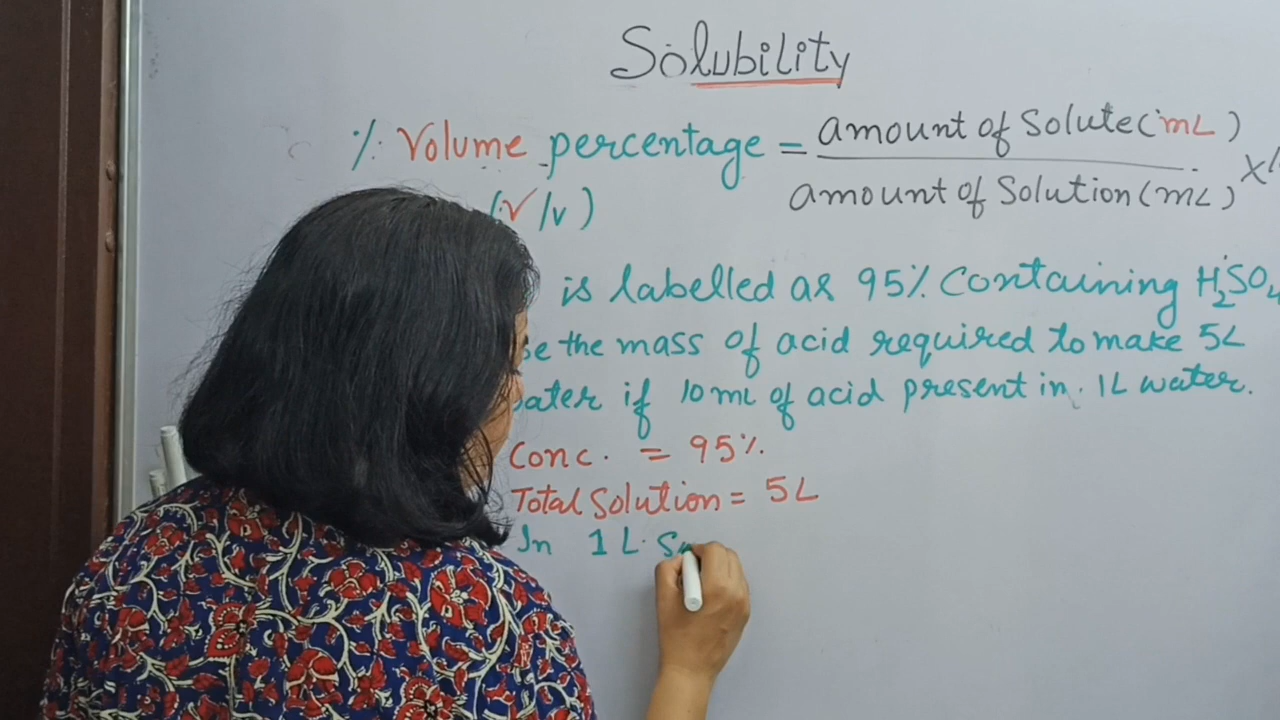 Solubility
% Volume percentage = amount of Solute (mL)
amount of Solution (mL) ×
(V/v)
is labelled as 95% Containing H₂SO₄
the mass of acid required to make 5L
if 10 mL of acid present in 1L water.
Conc. = 95%.
Total Solution = 5L
In 1L